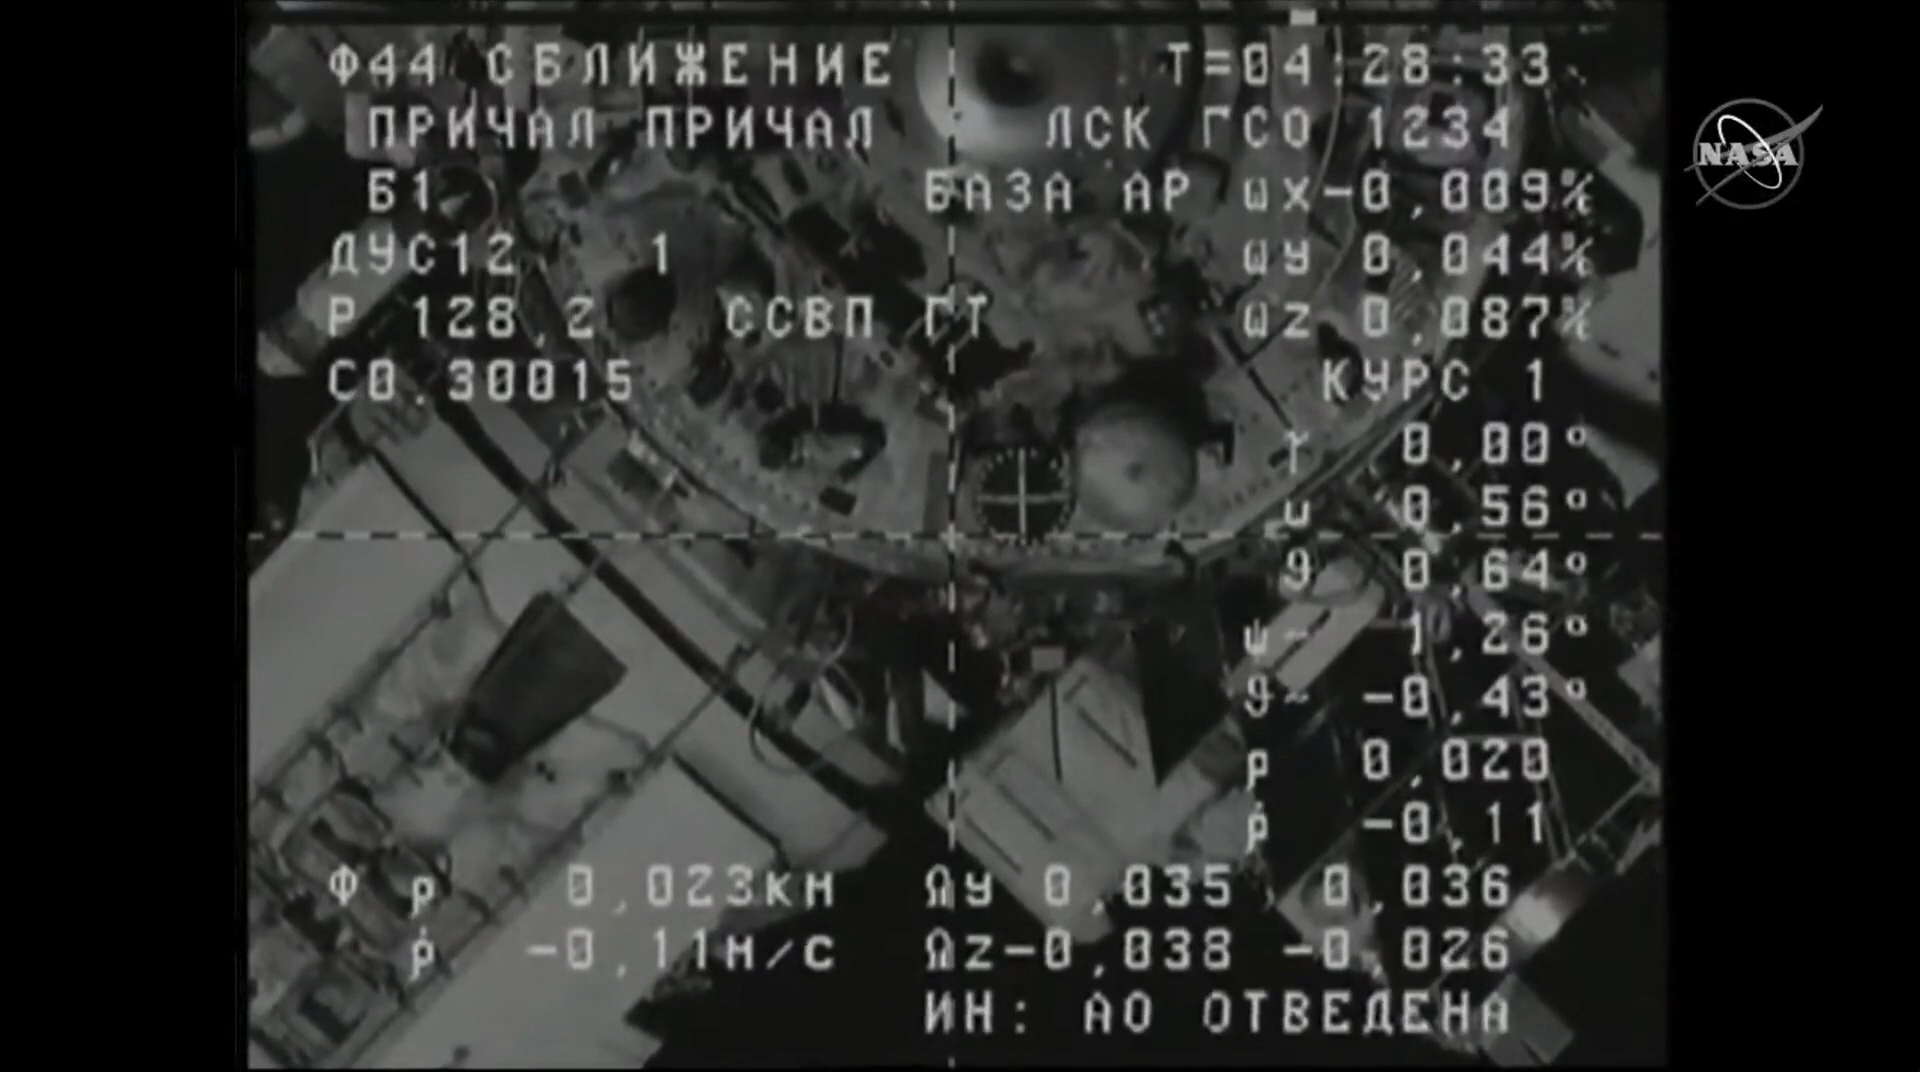 Ф44 СБЛИЖЕНИЕ Т=04:28:33
ПРИЧАЛ ПРИЧАЛ ЛСК ГСО 1234
NASA
Б1 БАЗА АР ωx-0,009%
ДУС12 1 ωy 0,044%
Р 128,2 ССВП ГТ ωz 0,087%
СО.30015 КУРС 1
γ 0,00°
ψ 0,56°
ϑ 0,64°
ψ~ 1,26°
ϑ~ -0,43°
ρ 0,020
ρ̇ -0,11
Ф ρ 0,023км Ωy 0,035 0,036
ρ̇ -0,11м/с Ωz-0,038 -0,026
ИН: АО ОТВЕДЕНА